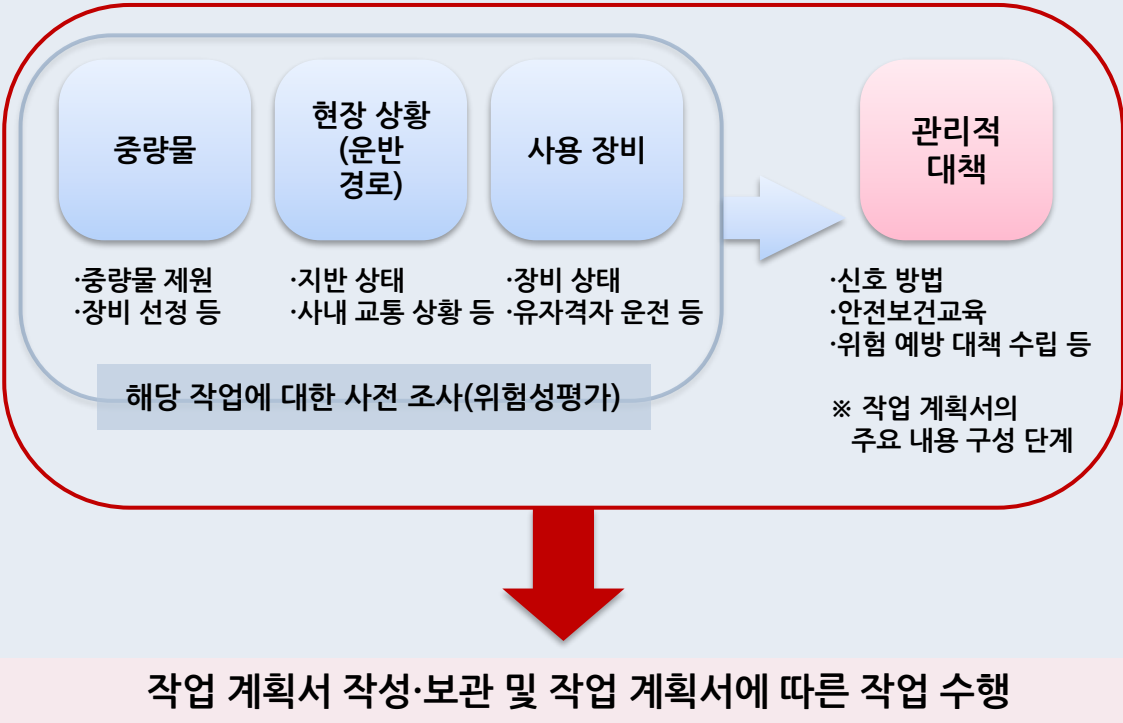 중량물
현장 상황
(운반
경로)
사용 장비
관리적
대책
·중량물 제원
·장비 선정 등
·지반 상태
·사내 교통 상황 등
·장비 상태
·유자격자 운전 등
·신호 방법
·안전보건교육
·위험 예방 대책 수립 등
해당 작업에 대한 사전 조사(위험성평가)
※ 작업 계획서의
주요 내용 구성 단계
작업 계획서 작성·보관 및 작업 계획서에 따른 작업 수행